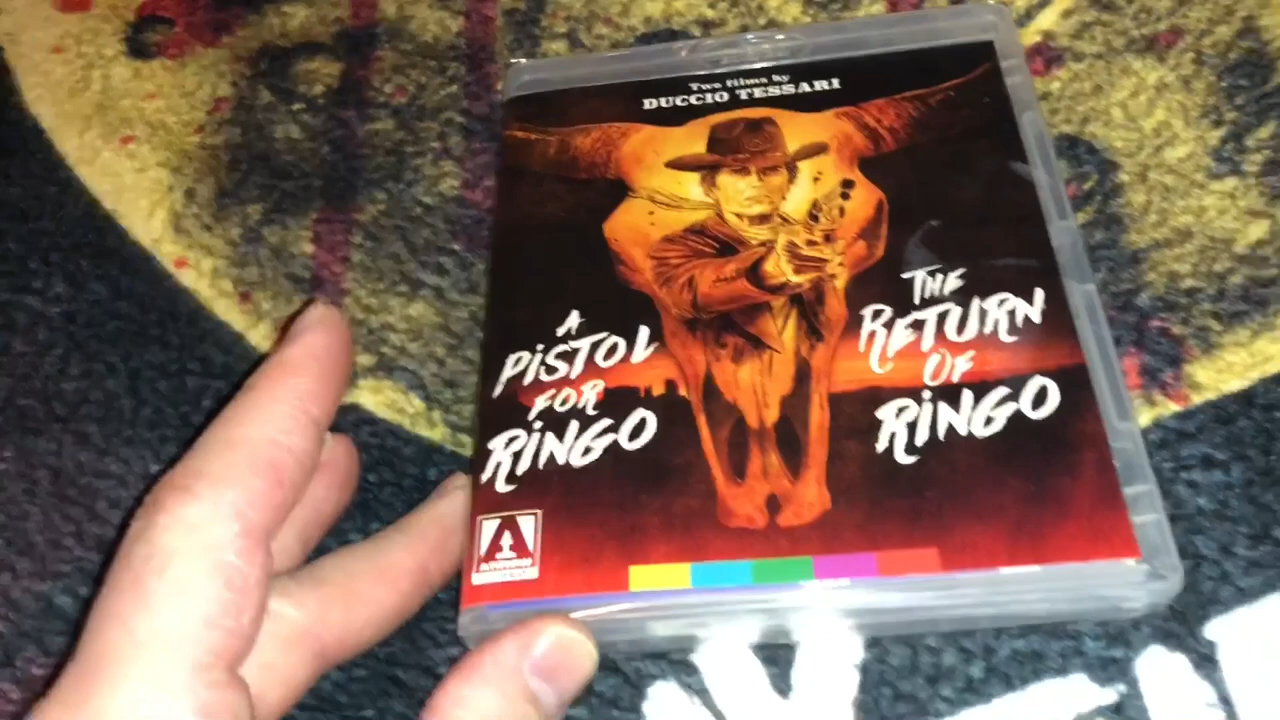 Two films by
DUCCIO TESSARI
A
PISTOL
FOR
RINGO
THE
RETURN
OF
RINGO